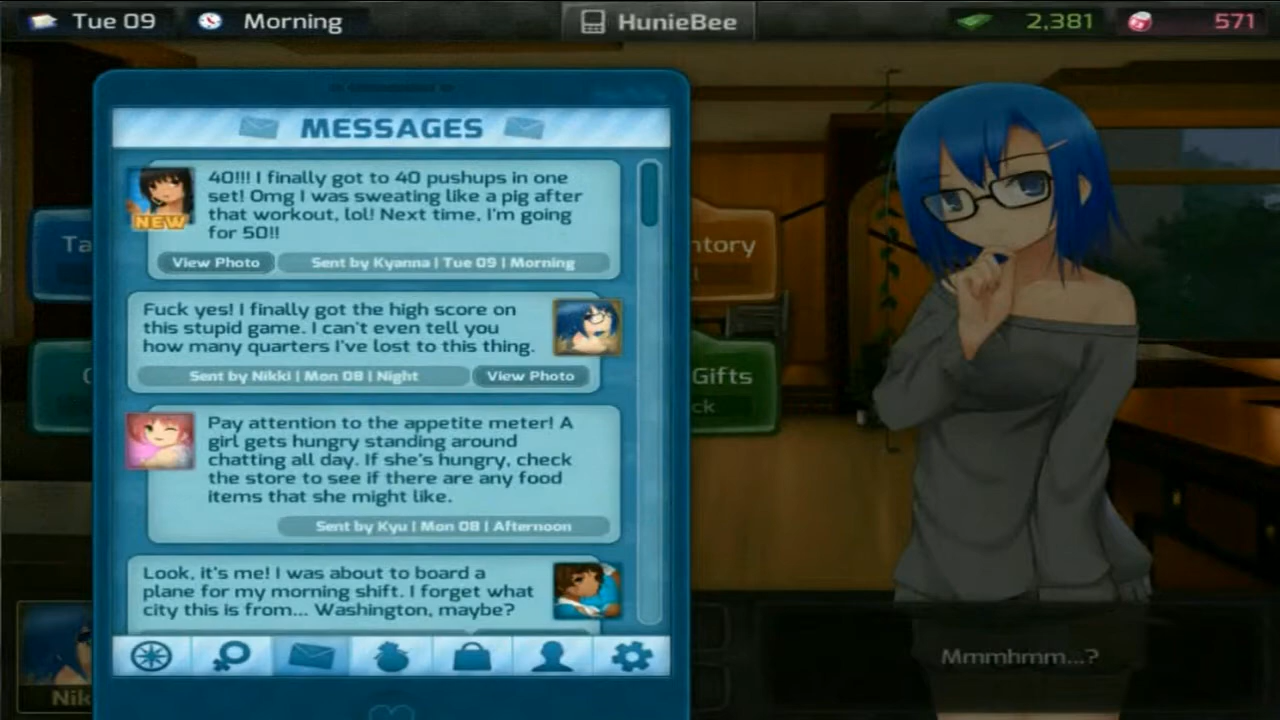 Tue 09 Morning HunieBee 2,381 571
MESSAGES
40!!! I finally got to 40 pushups in one
set! Omg I was sweating like a pig after
that workout, lol! Next time, I'm going
for 50!!
NEW
View Photo Sent by Kyanna | Tue 09 | Morning
Fuck yes! I finally got the high score on
this stupid game. I can't even tell you
how many quarters I've lost to this thing.
Sent by Nikki | Mon 08 | Night View Photo
Pay attention to the appetite meter! A
girl gets hungry standing around
chatting all day. If she's hungry, check
the store to see if there are any food
items that she might like.
Sent by Kyu | Mon 08 | Afternoon
Look, it's me! I was about to board a
plane for my morning shift. I forget what
city this is from... Washington, maybe?
Ta
ntory
Gifts
ck
Nik
Mmmhmm...?